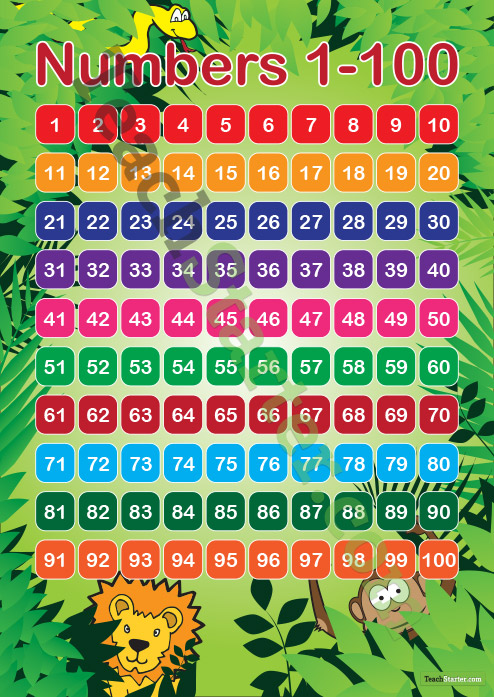 Numbers 1-100
1 2 3 4 5 6 7 8 9 10
11 12 13 14 15 16 17 18 19 20
21 22 23 24 25 26 27 28 29 30
31 32 33 34 35 36 37 38 39 40
41 42 43 44 45 46 47 48 49 50
51 52 53 54 55 56 57 58 59 60
61 62 63 64 65 66 67 68 69 70
71 72 73 74 75 76 77 78 79 80
81 82 83 84 85 86 87 88 89 90
91 92 93 94 95 96 97 98 99 100
TeachStarter.com
TeachStarter.com